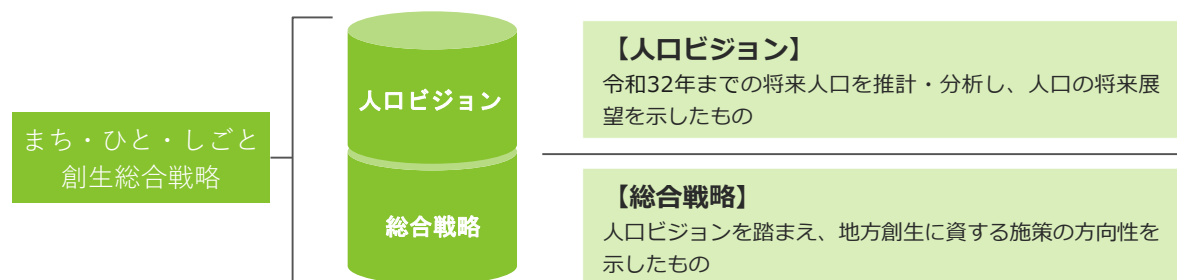 まち・ひと・しごと
創生総合戦略
人口ビジョン
総合戦略
【人口ビジョン】
令和32年までの将来人口を推計・分析し、人口の将来展
望を示したもの
【総合戦略】
人口ビジョンを踏まえ、地方創生に資する施策の方向性を
示したもの